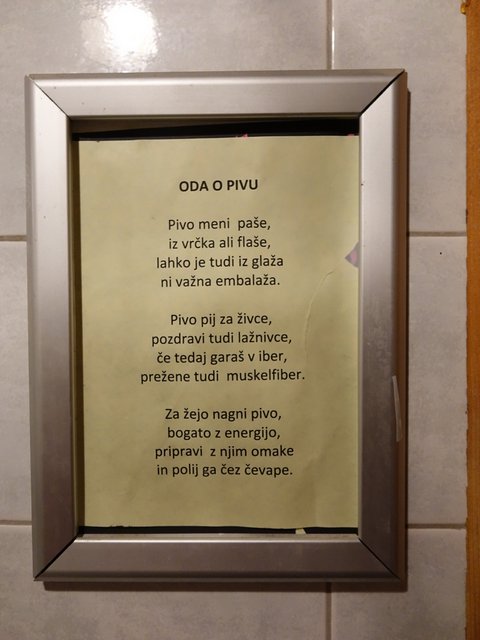 ODA O PIVU
Pivo meni  paše,
iz vrčka ali flaše,
lahko je tudi iz glaža
ni važna embalaža.
Pivo pij za živce,
pozdravi tudi lažnivce,
če tedaj garaš v iber,
prežene tudi  muskelfiber.
Za žejo nagni pivo,
bogato z energijo,
pripravi  z njim omake
in polij ga čez čevape.